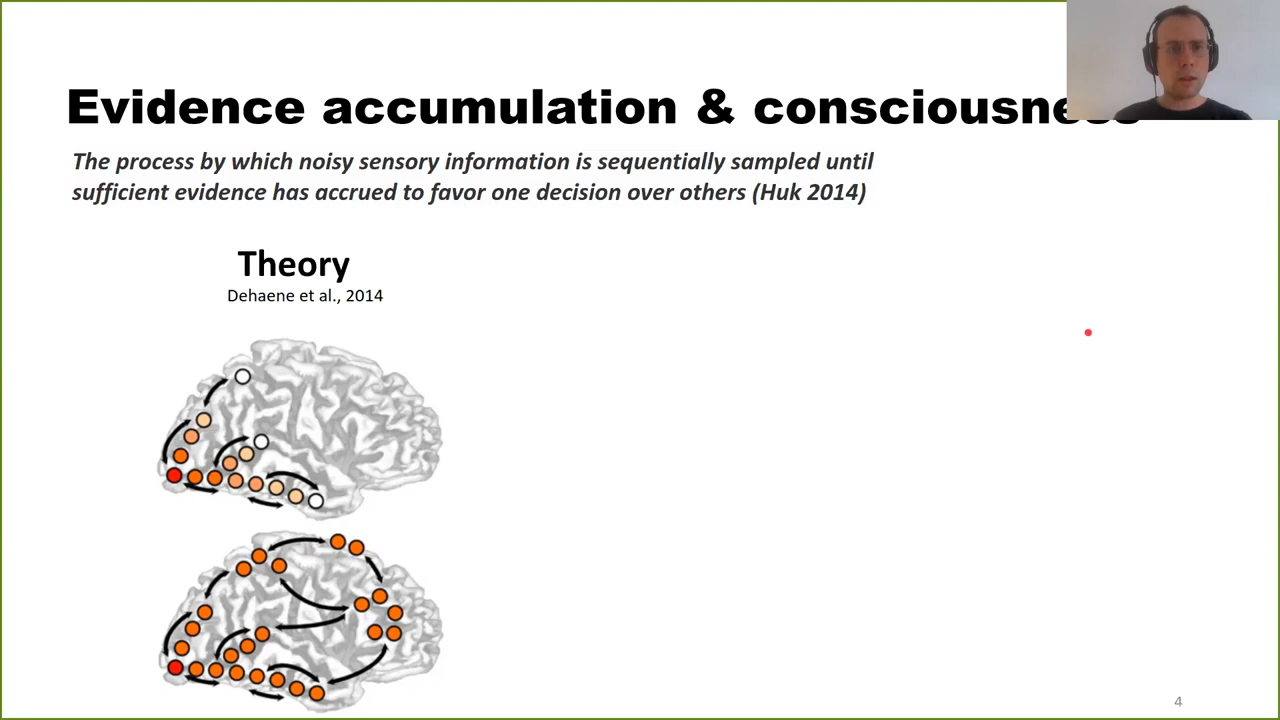 Evidence accumulation & consciousness
The process by which noisy sensory information is sequentially sampled until
sufficient evidence has accrued to favor one decision over others (Huk 2014)
Theory
Dehaene et al., 2014
4